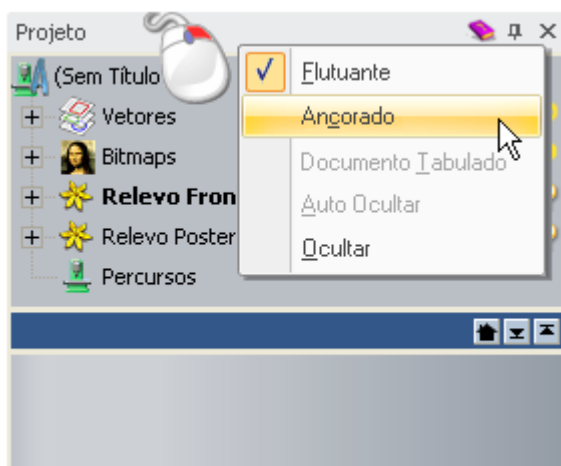 Projeto
(Sem Título
Flutuante
Vetores
Ancorado
Bitmaps
Documento Tabulado
Relevo Fron
Auto Ocultar
Relevo Poster
Ocultar
Percursos